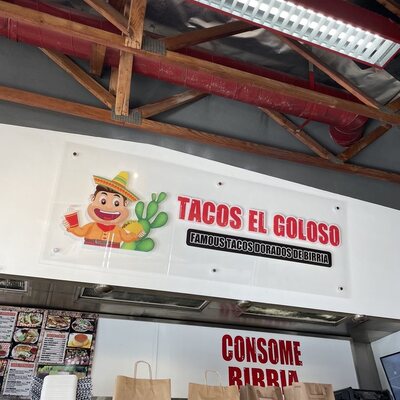 TACOS EL GOLOSO
FAMOUS TACOS DORADOS DE BIRRIA
CONSOME
BIRRIA